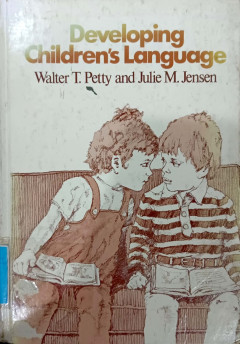 Developing
Children's Language
Walter T. Petty and Julie M. Jensen